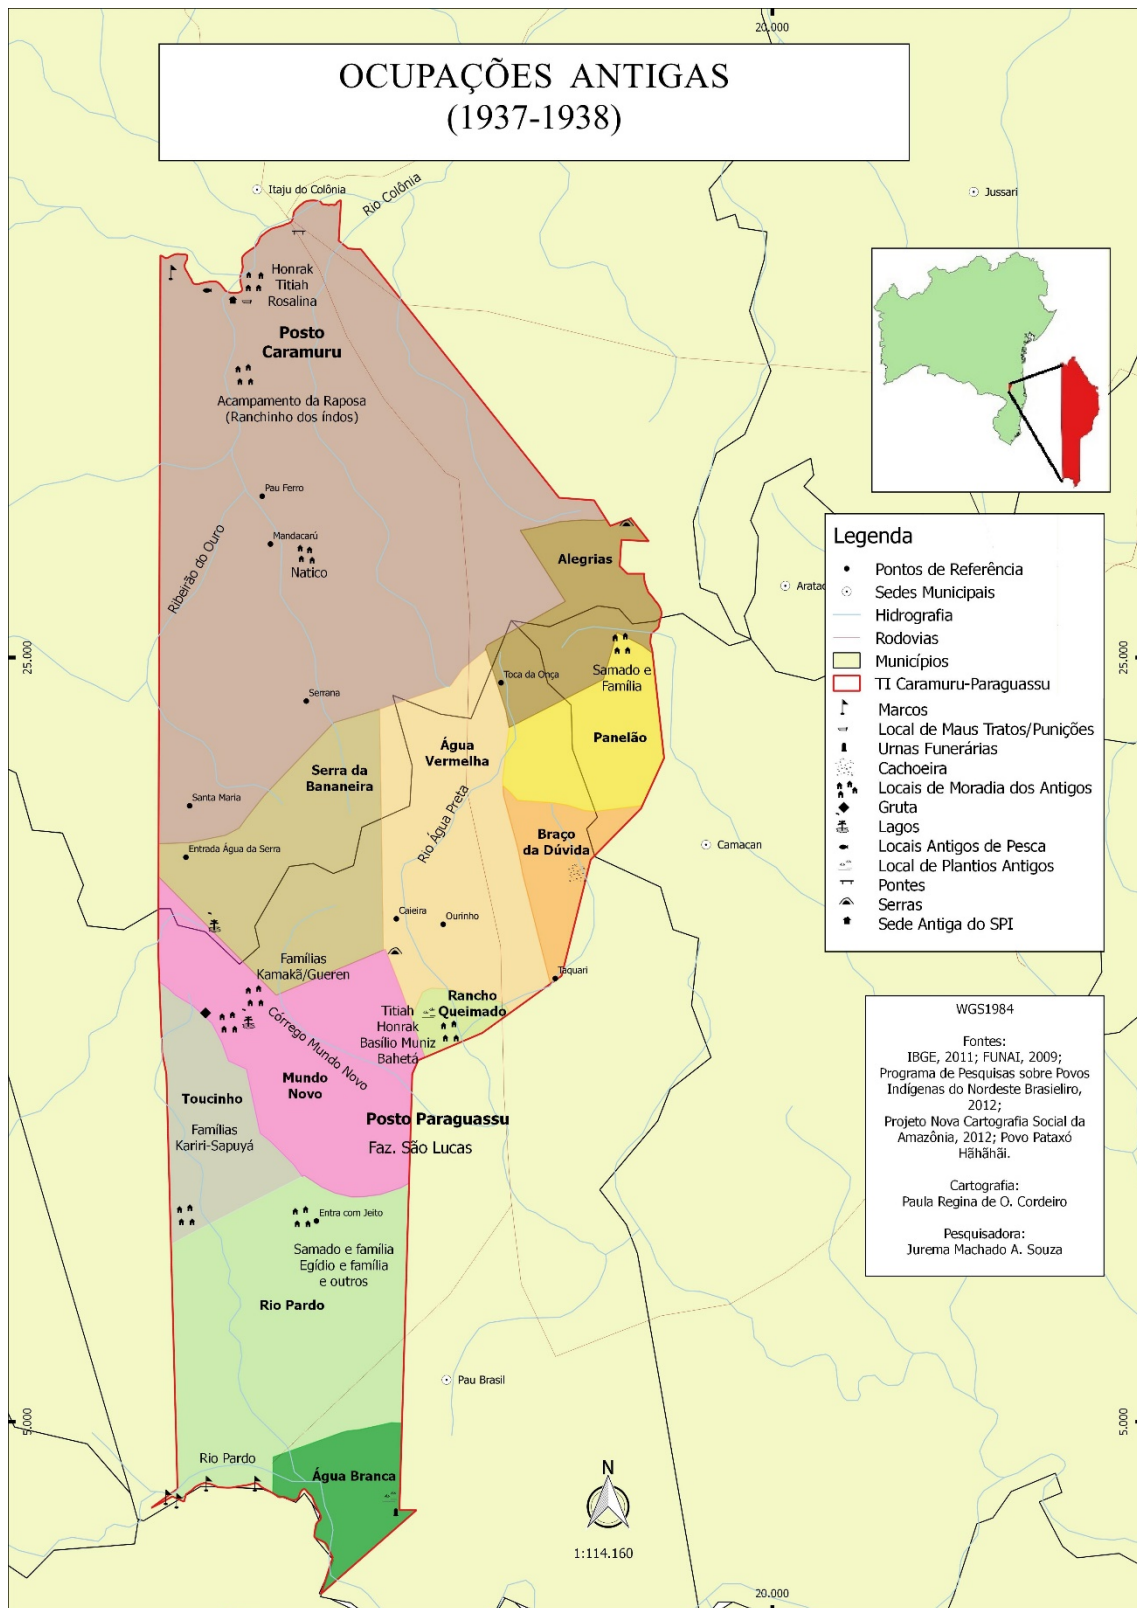 20.000
OCUPAÇÕES ANTIGAS
(1937-1938)
Itaju do Colônia
Rio Colônia
Jussari
Honrak
Titiah
Rosalina
Posto
Caramuru
Acampamento da Raposa
(Ranchinho dos índos)
Pau Ferro
Ribeirão do Ouro
Mandacarú
Natico
Alegrias
Aratac
25.000
25.000
Samado e
Família
Toca da Onça
Serrana
Panelão
Água
Vermelha
Serra da
Bananeira
Santa Maria
Rio Água Preta
Braço
da Dúvida
Camacan
Entrada Água da Serra
Caieira
Ourinho
Famílias
Kamakã/Gueren
Taquari
Rancho
Queimado
Titiah
Honrak
Basílio Muniz
Bahetá
Córrego Mundo Novo
Mundo
Novo
Toucinho
Famílias
Kariri-Sapuyá
Posto Paraguassu
Faz. São Lucas
Entra com Jeito
Samado e família
Egídio e família
e outros
Rio Pardo
Pau Brasil
5.000
5.000
Rio Pardo
Água Branca
N
1:114.160
20.000
Legenda
Pontos de Referência
Sedes Municipais
Hidrografia
Rodovias
Municípios
TI Caramuru-Paraguassu
Marcos
Local de Maus Tratos/Punições
Urnas Funerárias
Cachoeira
Locais de Moradia dos Antigos
Gruta
Lagos
Locais Antigos de Pesca
Local de Plantios Antigos
Pontes
Serras
Sede Antiga do SPI
WGS1984
Fontes:
IBGE, 2011; FUNAI, 2009;
Programa de Pesquisas sobre Povos
Indígenas do Nordeste Brasieliro,
2012;
Projeto Nova Cartografia Social da
Amazônia, 2012; Povo Pataxó
Hãhãhãi.
Cartografia:
Paula Regina de O. Cordeiro
Pesquisadora:
Jurema Machado A. Souza